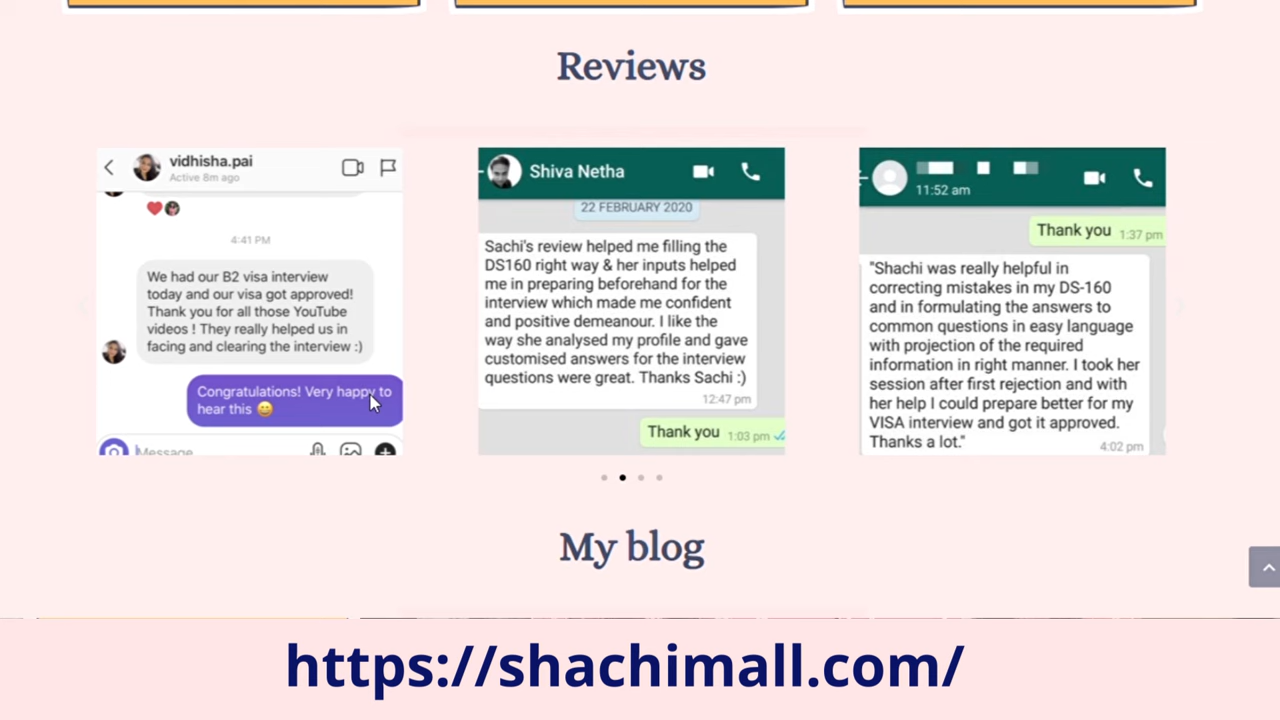 Reviews
vidhisha.pai
Active 8m ago
4:41 PM
We had our B2 visa interview
today and our visa got approved!
Thank you for all those YouTube
videos ! They really helped us in
facing and clearing the interview :)
Congratulations! Very happy to
hear this 😀
Message
Shiva Netha
22 FEBRUARY 2020
Sachi's review helped me filling the
DS160 right way & her inputs helped
me in preparing beforehand for the
interview which made me confident
and positive demeanour. I like the
way she analysed my profile and gave
customised answers for the interview
questions were great. Thanks Sachi :)
12:47 pm
Thank you 1:03 pm
11:52 am
Thank you 1:37 pm
"Shachi was really helpful in
correcting mistakes in my DS-160
and in formulating the answers to
common questions in easy language
with projection of the required
information in right manner. I took her
session after first rejection and with
her help I could prepare better for my
VISA interview and got it approved.
Thanks a lot."
4:02 pm
My blog
https://shachimall.com/